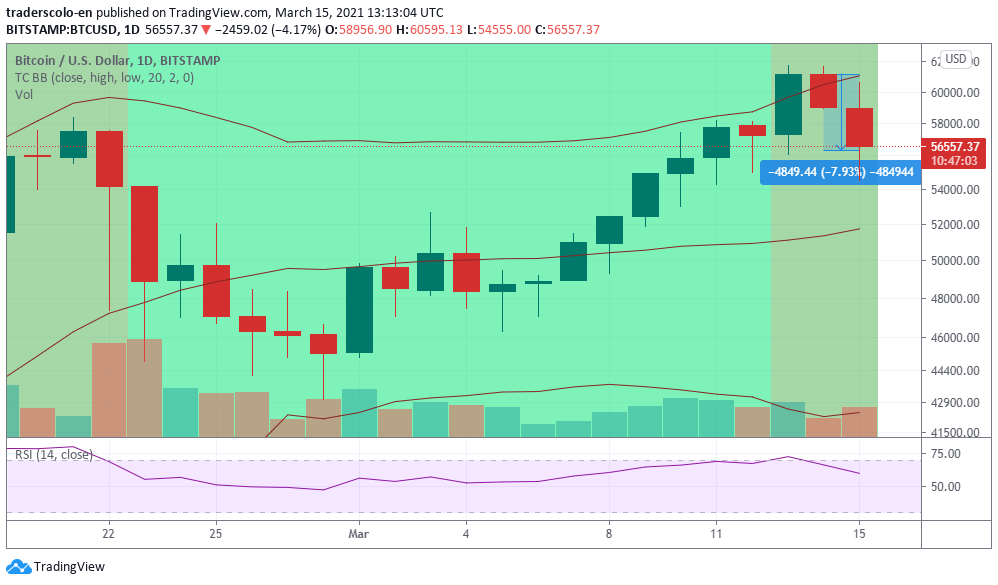 traderscolo-en published on TradingView.com, March 15, 2021 13:13:04 UTC
BITSTAMP:BTCUSD, 1D 56557.37 ▼ −2459.02 (−4.17%) O:58956.90 H:60595.13 L:54555.00 C:56557.37
Bitcoin / U.S. Dollar, 1D, BITSTAMP
TC BB (close, high, low, 20, 2, 0)
Vol
USD
60000.00
58000.00
56557.37
10:47:03
−4849.44 (−7.93%) −484944
54000.00
52000.00
50000.00
48000.00
46000.00
44400.00
42900.00
41500.00
RSI (14, close)
75.00
50.00
22 25 Mar 4 8 11 15
TradingView